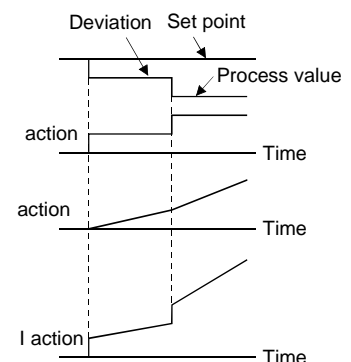 Deviation Set point
Process value
action
Time
action
Time
I action
Time